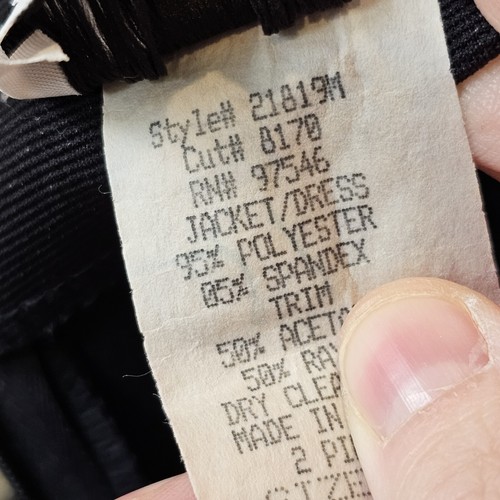 Style# 21819M
Cut# 8170
RN# 97546
JACKET/DRESS
95% POLYESTER
05% SPANDEX
TRIM
50% ACETA
50% RAY
DRY CLEA
MADE IN
2 PI